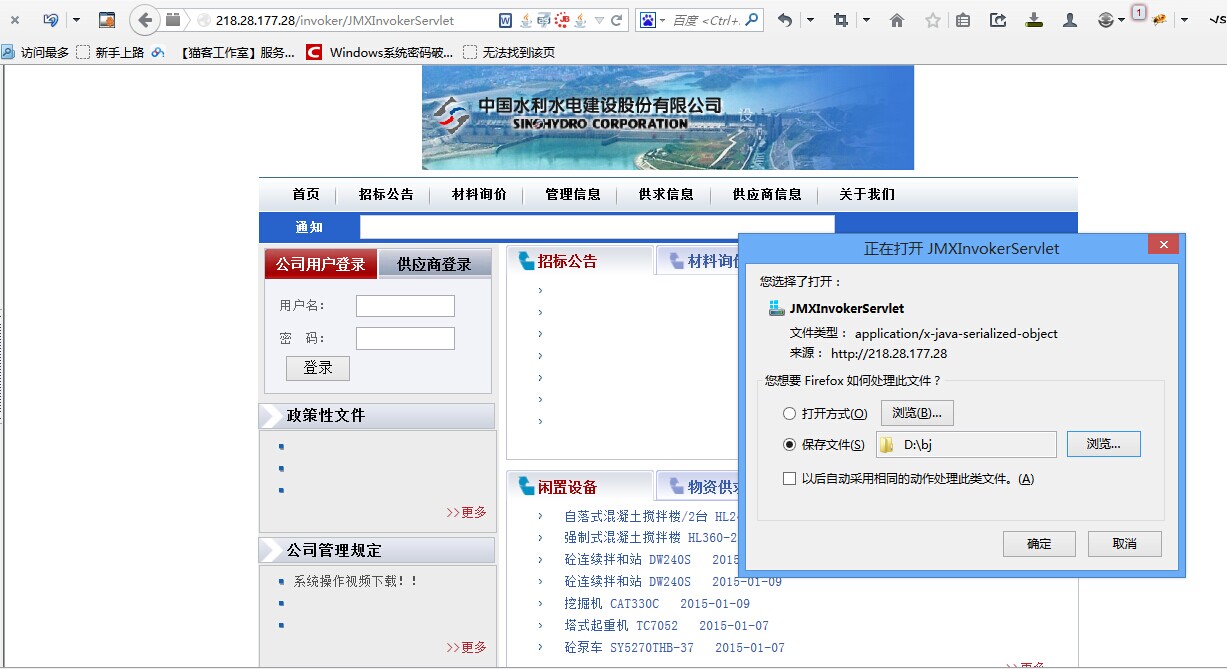 218.28.177.28/invoker/JMXInvokerServlet
百度 <Ctrl+.
1
访问最多 新手上路 【猫客工作室】服务... Windows系统密码破... 无法找到该页
中国水利水电建设股份有限公司
SINOHYDRO CORPORATION
设
首页 招标公告 材料询价 管理信息 供求信息 供应商信息 关于我们
通知
公司用户登录 供应商登录
用户名：
密 码：
登录
政策性文件
>>更多
公司管理规定
系统操作视频下载！！
>>更多
招标公告 材料询价
闲置设备 物资供求
自落式混凝土搅拌楼/2台 HL24
强制式混凝土搅拌楼 HL360-2
砼连续拌和站 DW240S 2015
砼连续拌和站 DW240S 2015-01-09
挖掘机 CAT330C 2015-01-09
塔式起重机 TC7052 2015-01-07
砼泵车 SY5270THB-37 2015-01-07
>>更多
正在打开 JMXInvokerServlet
您选择了打开：
JMXInvokerServlet
文件类型： application/x-java-serialized-object
来源： http://218.28.177.28
您想要 Firefox 如何处理此文件？
打开方式(O) 浏览(B)...
保存文件(S) D:\bj 浏览...
以后自动采用相同的动作处理此类文件。(A)
确定 取消